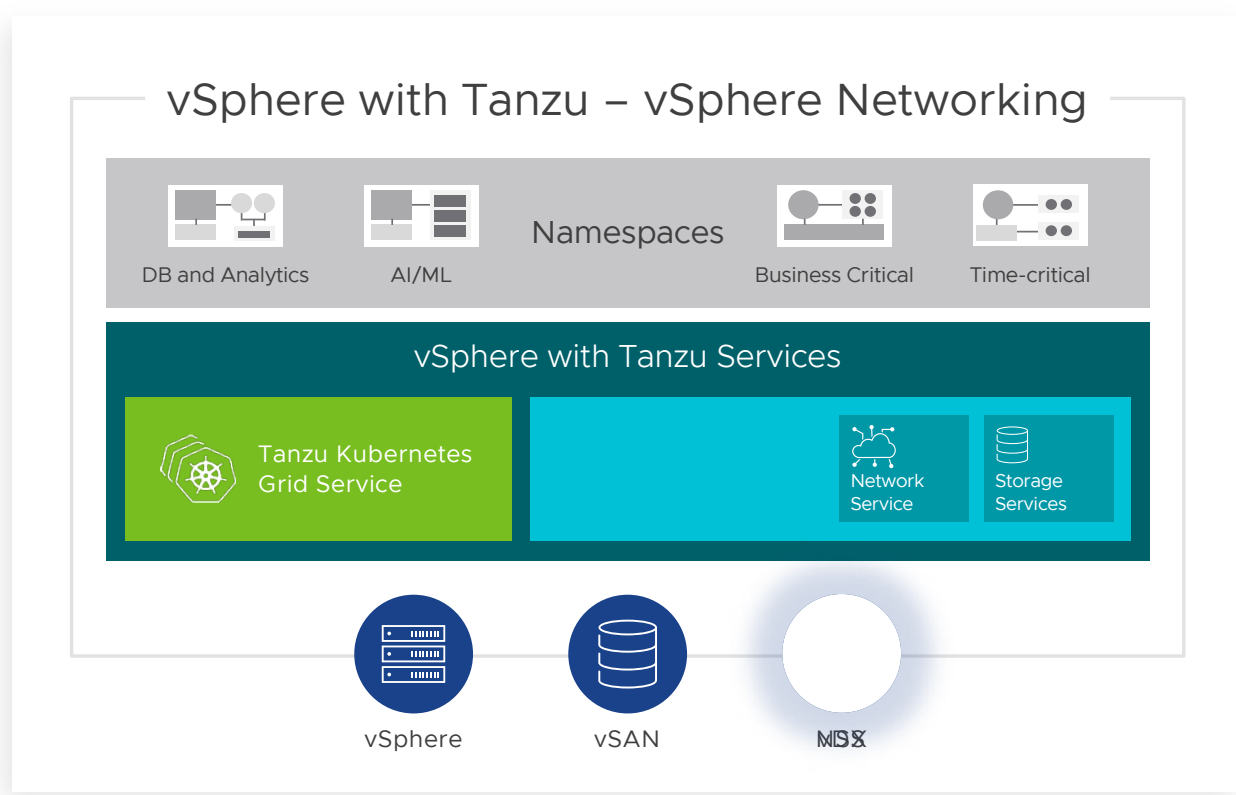 vSphere with Tanzu – vSphere Networking
Namespaces
DB and Analytics
AI/ML
Business Critical
Time-critical
vSphere with Tanzu Services
Tanzu Kubernetes
Grid Service
Network
Service
Storage
Services
vSphere
vSAN